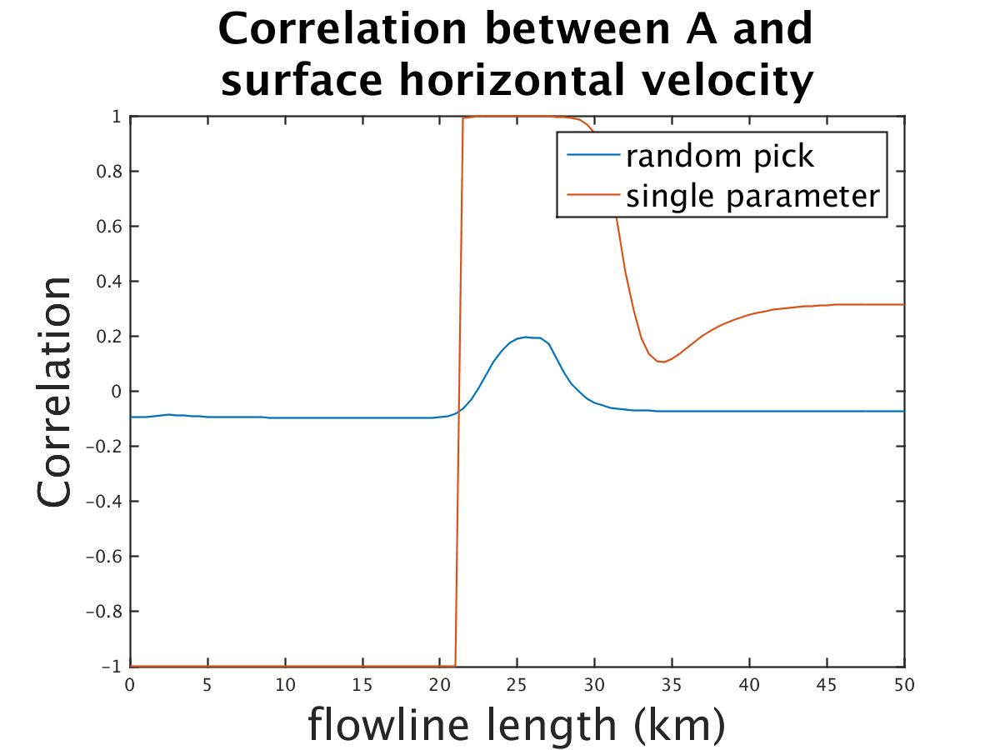 Correlation between A and
surface horizontal velocity
1
0.8
0.6
0.4
0.2
0
−0.2
−0.4
−0.6
−0.8
−1
Correlation
random pick
single parameter
0 5 10 15 20 25 30 35 40 45 50
flowline length (km)